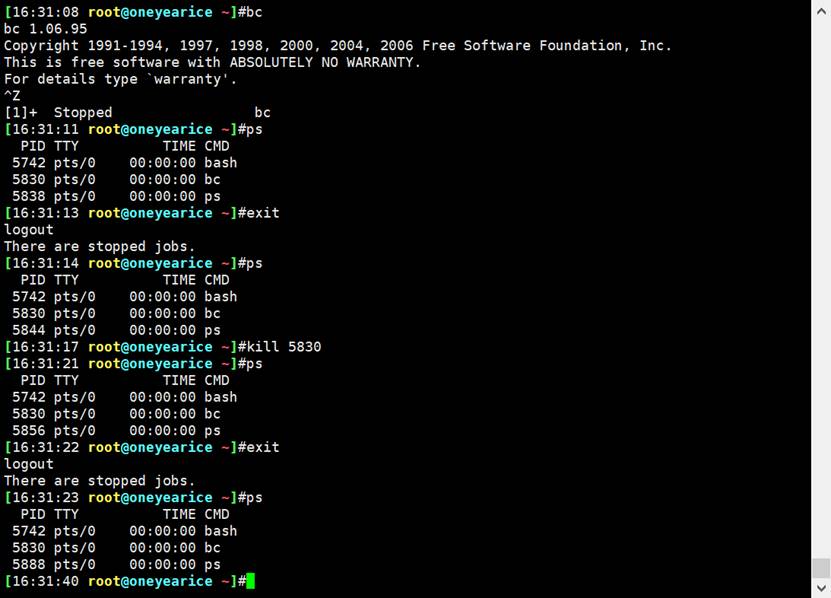 [16:31:08 root@oneyearice ~]#bc
bc 1.06.95
Copyright 1991-1994, 1997, 1998, 2000, 2004, 2006 Free Software Foundation, Inc.
This is free software with ABSOLUTELY NO WARRANTY.
For details type `warranty'.
^Z
[1]+  Stopped                 bc
[16:31:11 root@oneyearice ~]#ps
  PID TTY          TIME CMD
 5742 pts/0    00:00:00 bash
 5830 pts/0    00:00:00 bc
 5838 pts/0    00:00:00 ps
[16:31:13 root@oneyearice ~]#exit
logout
There are stopped jobs.
[16:31:14 root@oneyearice ~]#ps
  PID TTY          TIME CMD
 5742 pts/0    00:00:00 bash
 5830 pts/0    00:00:00 bc
 5844 pts/0    00:00:00 ps
[16:31:17 root@oneyearice ~]#kill 5830
[16:31:21 root@oneyearice ~]#ps
  PID TTY          TIME CMD
 5742 pts/0    00:00:00 bash
 5830 pts/0    00:00:00 bc
 5856 pts/0    00:00:00 ps
[16:31:22 root@oneyearice ~]#exit
logout
There are stopped jobs.
[16:31:23 root@oneyearice ~]#ps
  PID TTY          TIME CMD
 5742 pts/0    00:00:00 bash
 5830 pts/0    00:00:00 bc
 5888 pts/0    00:00:00 ps
[16:31:40 root@oneyearice ~]#